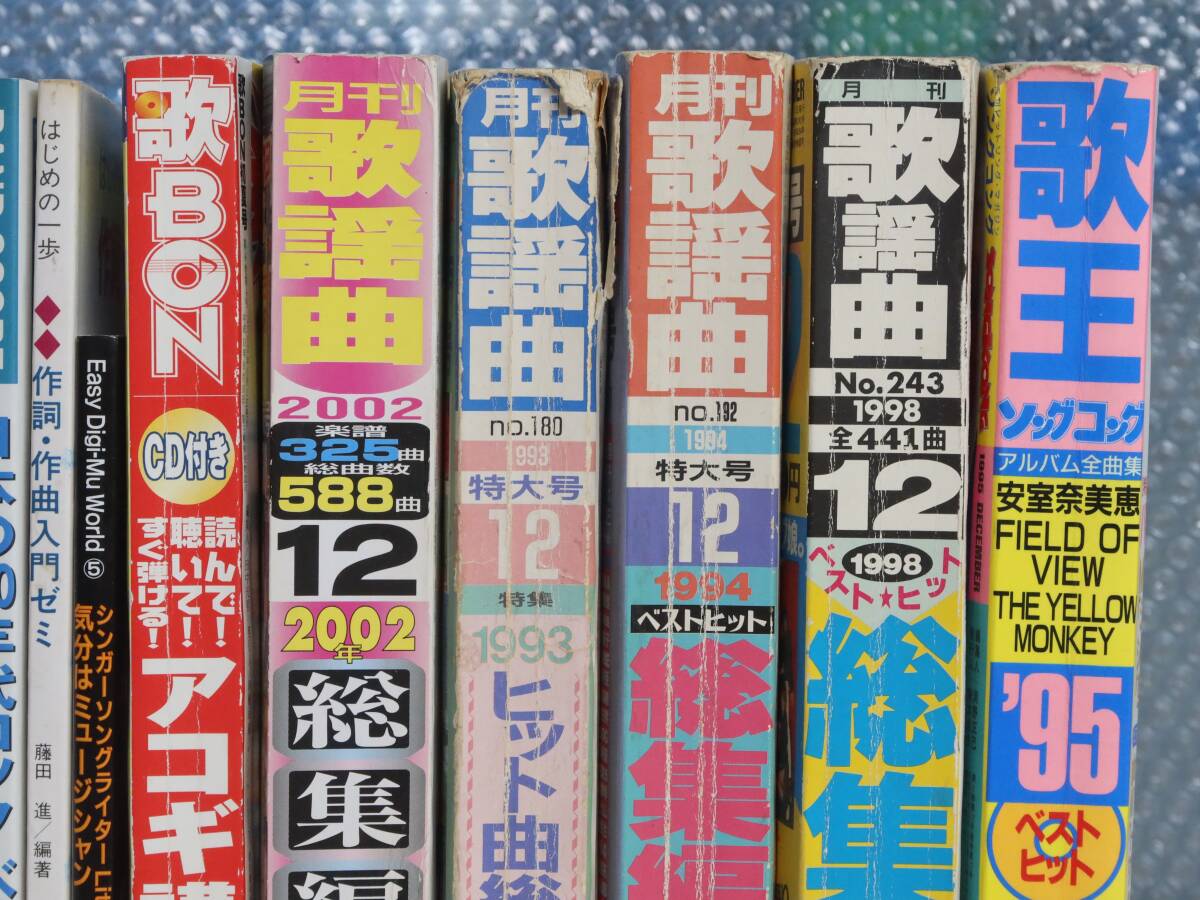 はじめの一歩
作詞・作曲入門ゼミ
藤田 進/編著
Easy Digi-Mu World ⑤
シンガーソングライター
気分はミュージシャン
歌BON
CD付き
読んで!
聴いて!
すぐ弾ける!
アコギ
月刊
歌謡曲
2002
楽譜
325曲
総曲数
588曲
12
2002年
総集編
月刊
歌謡曲
no.180
1993
特大号
12
特集
1993
ヒット曲総
月刊
歌謡曲
no.192
1994
特大号
12
1994
ベストヒット
総集編
月刊
歌謡曲
No.243
1998
全441曲
12
1998
ベストヒット
総集
1995 DECEMBER
歌王
ソングコング
アルバム全曲集
安室奈美恵
FIELD OF
VIEW
THE YELLOW
MONKEY
'95
ベスト
ヒット